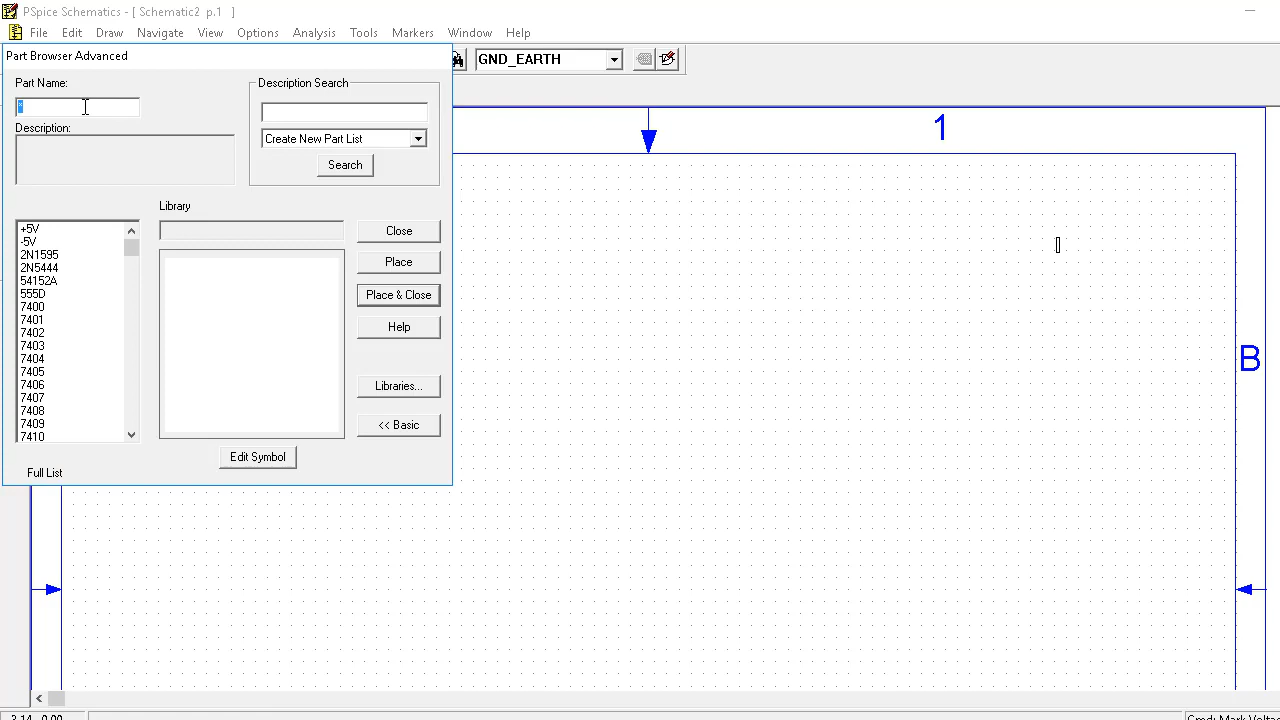 PSpice Schematics - [ Schematic2  p.1   ]
File Edit Draw Navigate View Options Analysis Tools Markers Window Help
Part Browser Advanced
GND_EARTH
Part Name:
*
Description:
Description Search
Create New Part List
Search
Library
+5V
-5V
2N1595
2N5444
54152A
555D
7400
7401
7402
7403
7404
7405
7406
7407
7408
7409
7410
Close
Place
Place & Close
Help
Libraries...
<< Basic
Edit Symbol
Full List
1
B